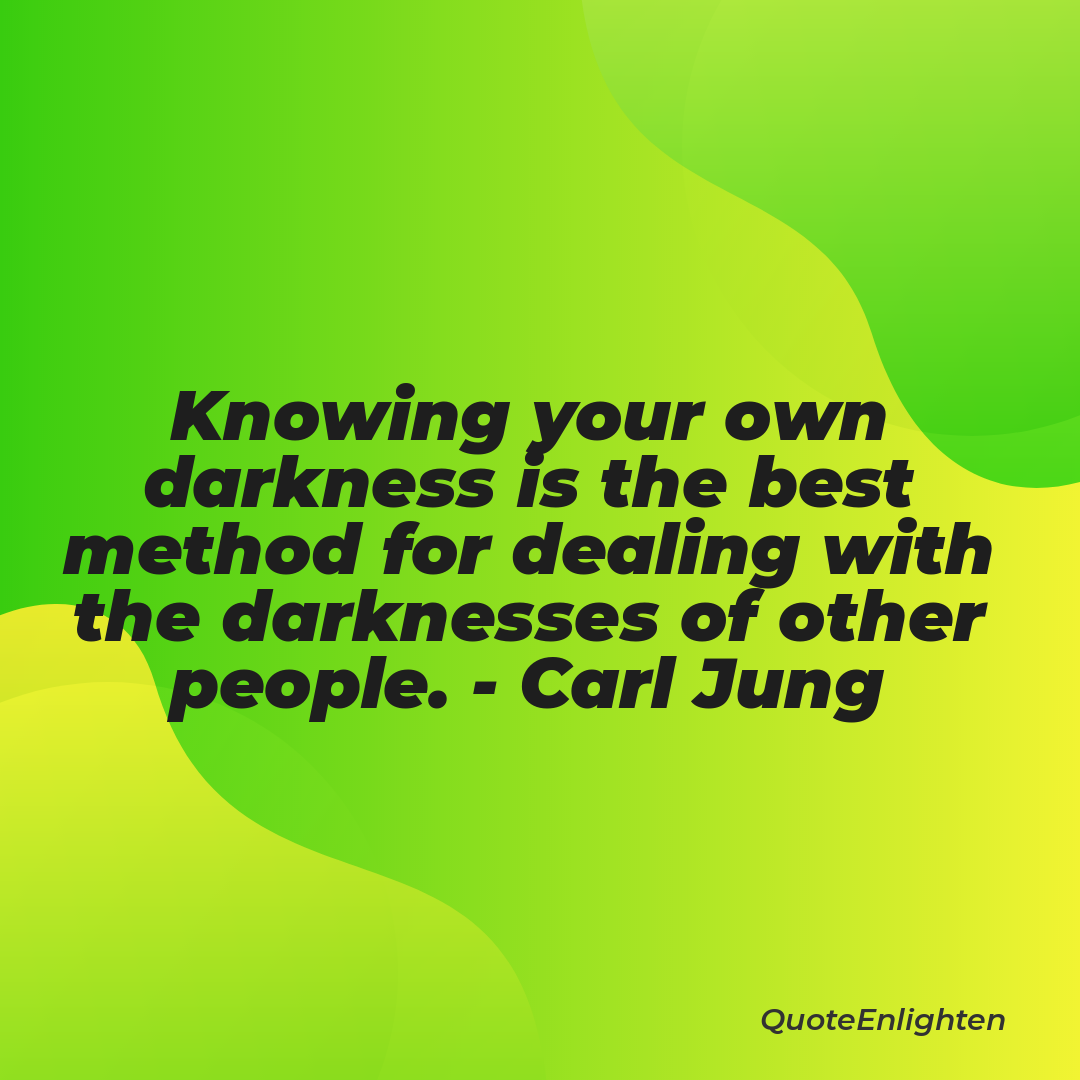 Knowing your own
darkness is the best
method for dealing with
the darknesses of other
people. - Carl Jung
QuoteEnlighten